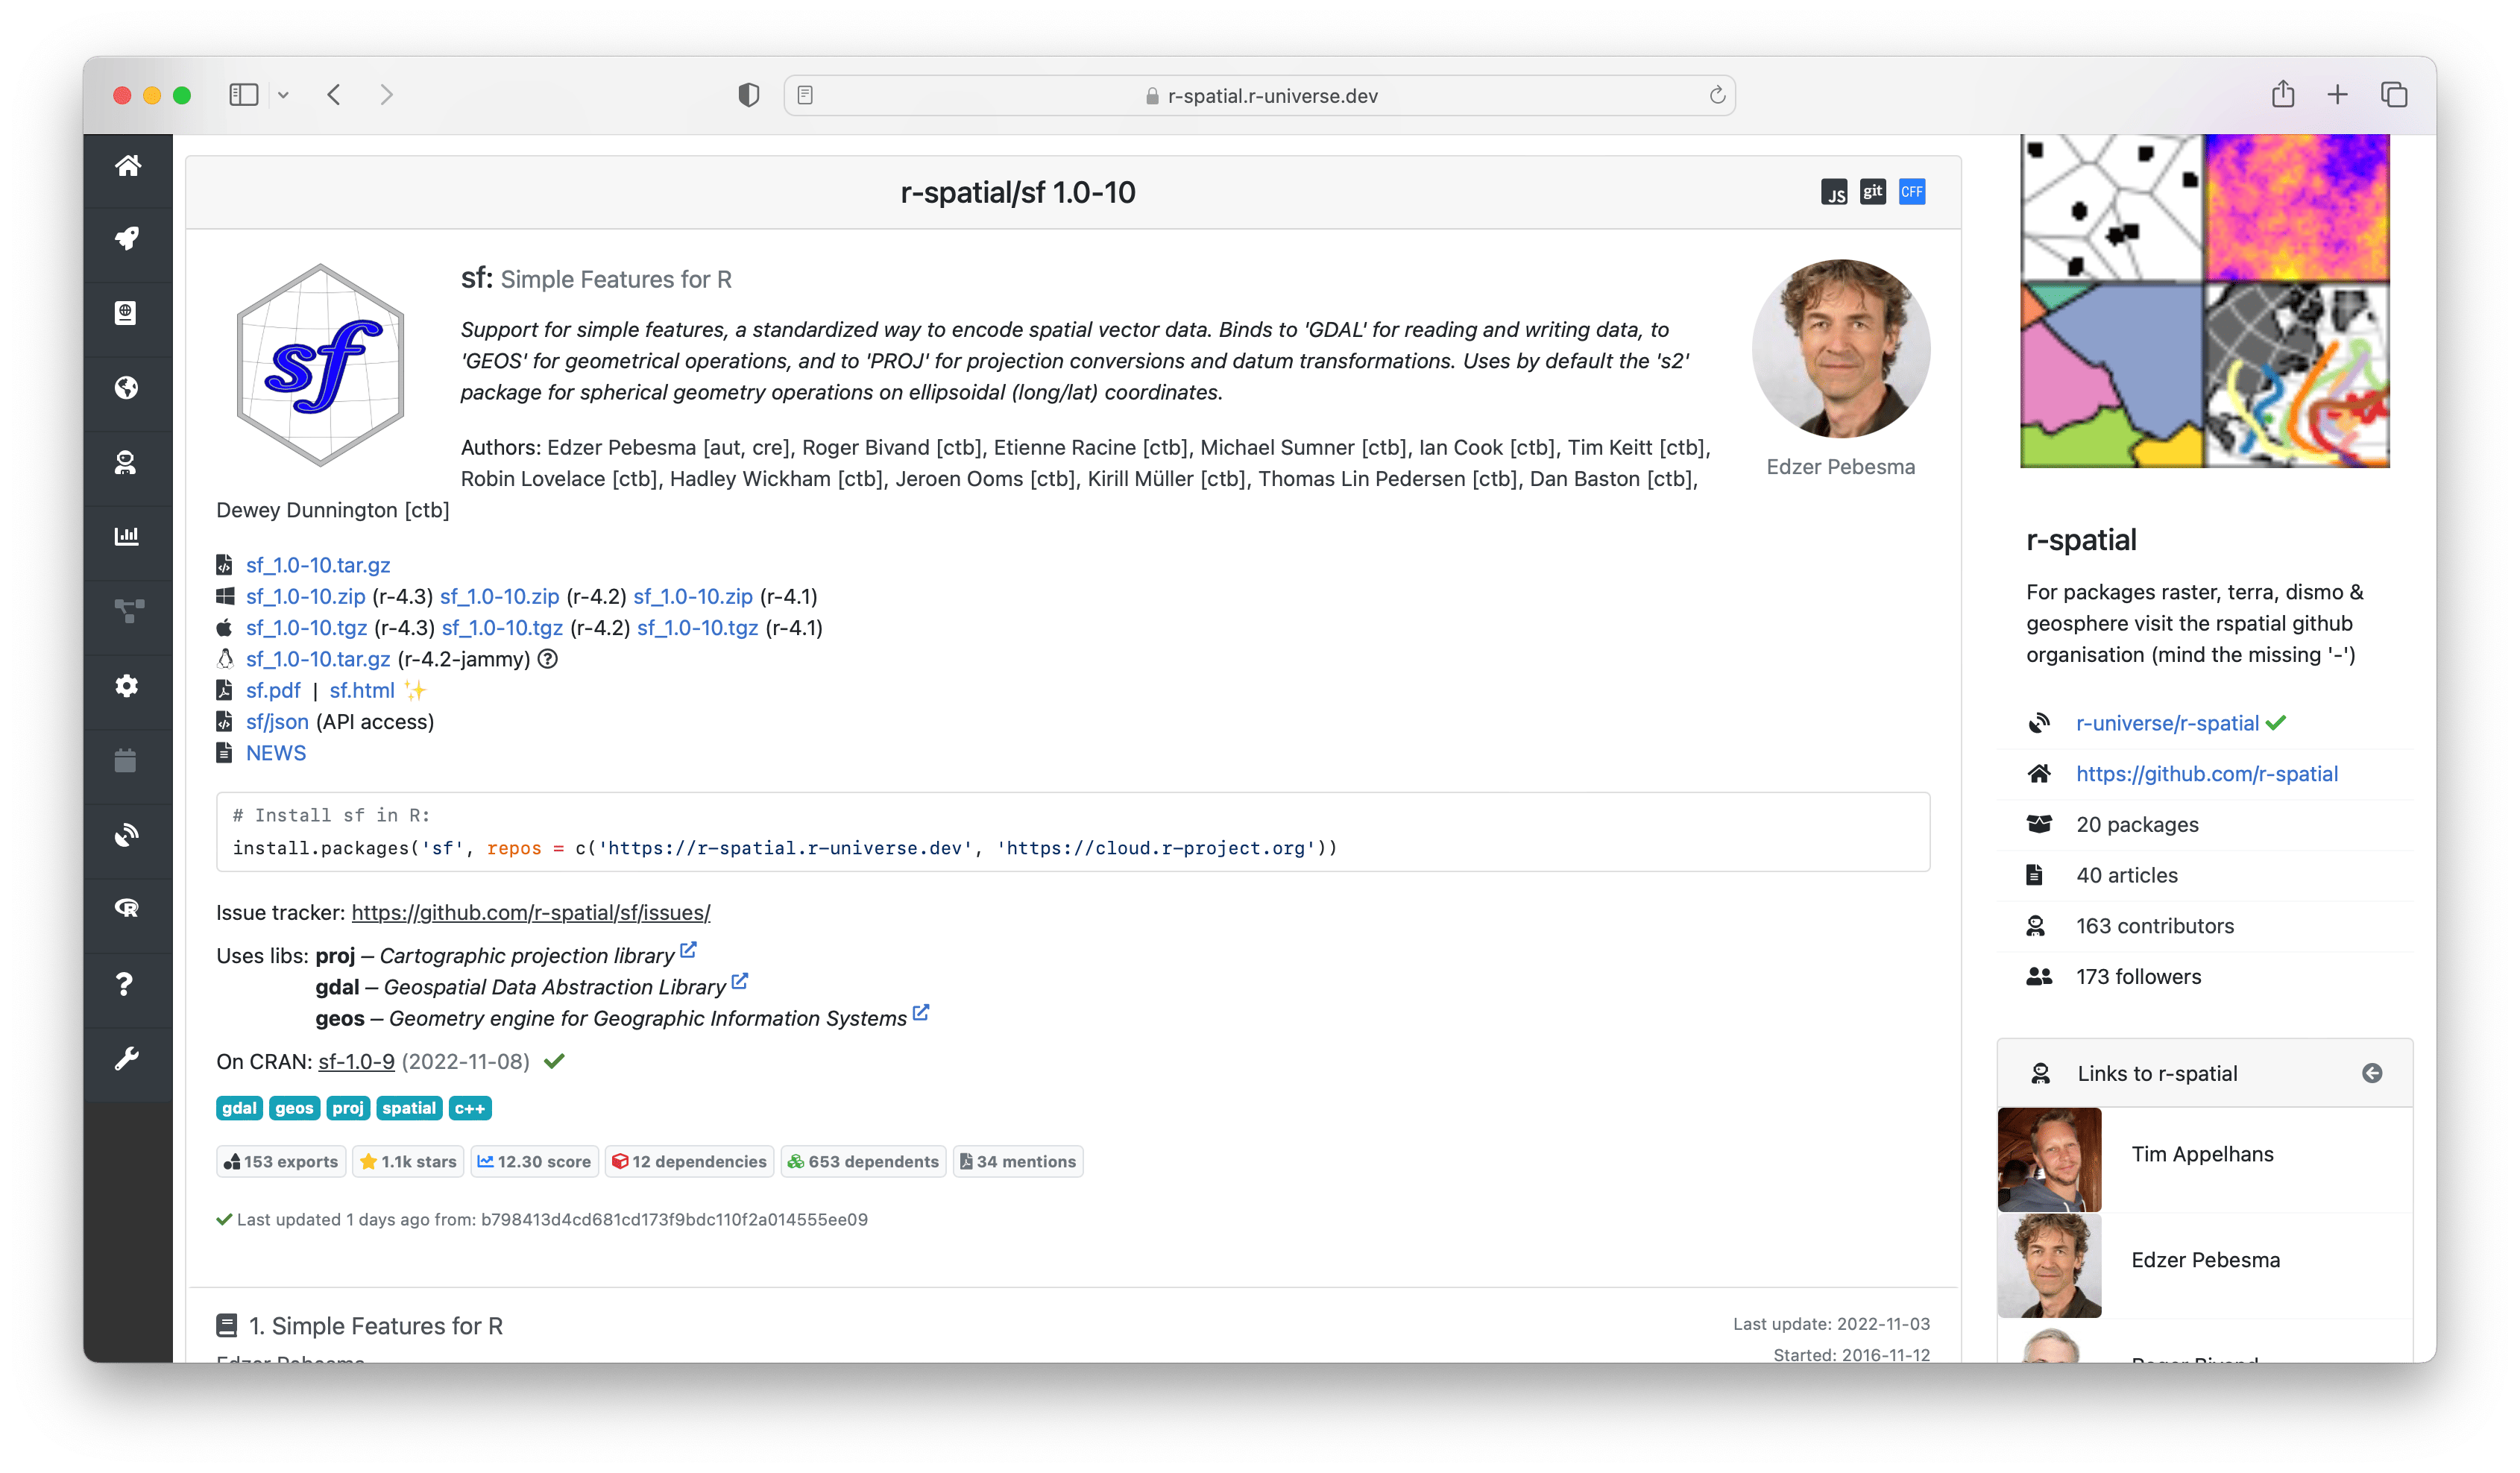 r-spatial.r-universe.dev
r-spatial/sf 1.0-10
JS git CFF
sf
sf: Simple Features for R
Support for simple features, a standardized way to encode spatial vector data. Binds to 'GDAL' for reading and writing data, to
'GEOS' for geometrical operations, and to 'PROJ' for projection conversions and datum transformations. Uses by default the 's2'
package for spherical geometry operations on ellipsoidal (long/lat) coordinates.
Authors: Edzer Pebesma [aut, cre], Roger Bivand [ctb], Etienne Racine [ctb], Michael Sumner [ctb], Ian Cook [ctb], Tim Keitt [ctb],
Robin Lovelace [ctb], Hadley Wickham [ctb], Jeroen Ooms [ctb], Kirill Müller [ctb], Thomas Lin Pedersen [ctb], Dan Baston [ctb],
Dewey Dunnington [ctb]
Edzer Pebesma
sf_1.0-10.tar.gz
sf_1.0-10.zip (r-4.3) sf_1.0-10.zip (r-4.2) sf_1.0-10.zip (r-4.1)
sf_1.0-10.tgz (r-4.3) sf_1.0-10.tgz (r-4.2) sf_1.0-10.tgz (r-4.1)
sf_1.0-10.tar.gz (r-4.2-jammy)
sf.pdf | sf.html ✨
sf/json (API access)
NEWS
# Install sf in R:
install.packages('sf', repos = c('https://r-spatial.r-universe.dev', 'https://cloud.r-project.org'))
Issue tracker: https://github.com/r-spatial/sf/issues/
Uses libs: proj – Cartographic projection library
gdal – Geospatial Data Abstraction Library
geos – Geometry engine for Geographic Information Systems
On CRAN: sf-1.0-9 (2022-11-08)
gdal geos proj spatial c++
153 exports 1.1k stars 12.30 score 12 dependencies 653 dependents 34 mentions
Last updated 1 days ago from: b798413d4cd681cd173f9bdc110f2a014555ee09
1. Simple Features for R
Last update: 2022-11-03
Edzer Pebesma
Started: 2016-11-12
r-spatial
For packages raster, terra, dismo &
geosphere visit the rspatial github
organisation (mind the missing '-')
r-universe/r-spatial
https://github.com/r-spatial
20 packages
40 articles
163 contributors
173 followers
Links to r-spatial
Tim Appelhans
Edzer Pebesma
Roger Bivand